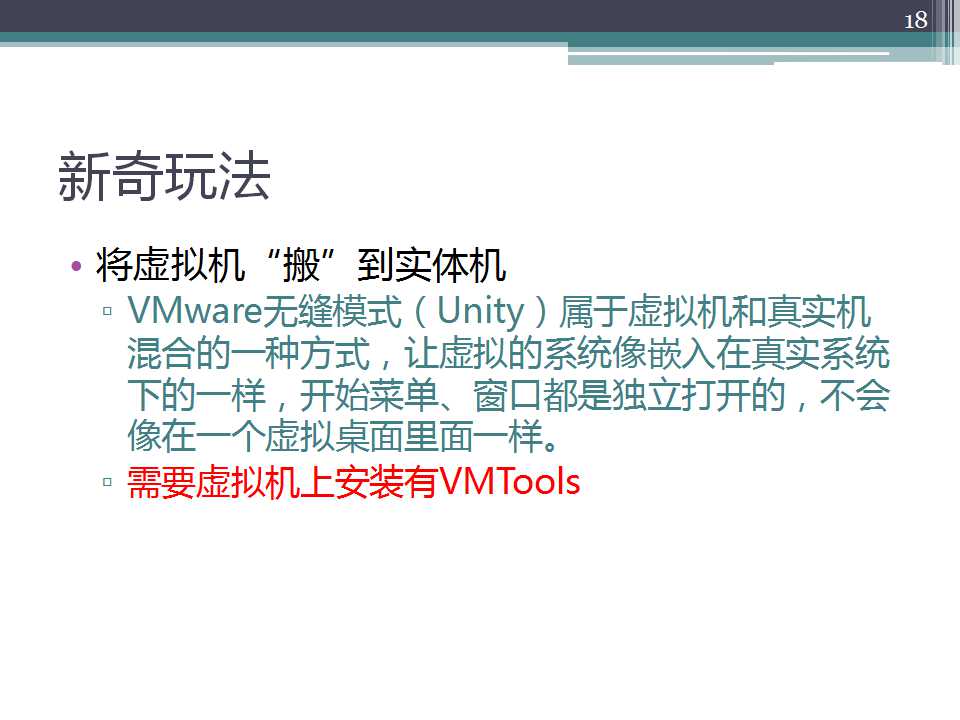 18
新奇玩法
• 将虚拟机“搬”到实体机
▫ VMware无缝模式（Unity）属于虚拟机和真实机
混合的一种方式，让虚拟的系统像嵌入在真实系统
下的一样，开始菜单、窗口都是独立打开的，不会
像在一个虚拟桌面里面一样。
▫ 需要虚拟机上安装有VMTools